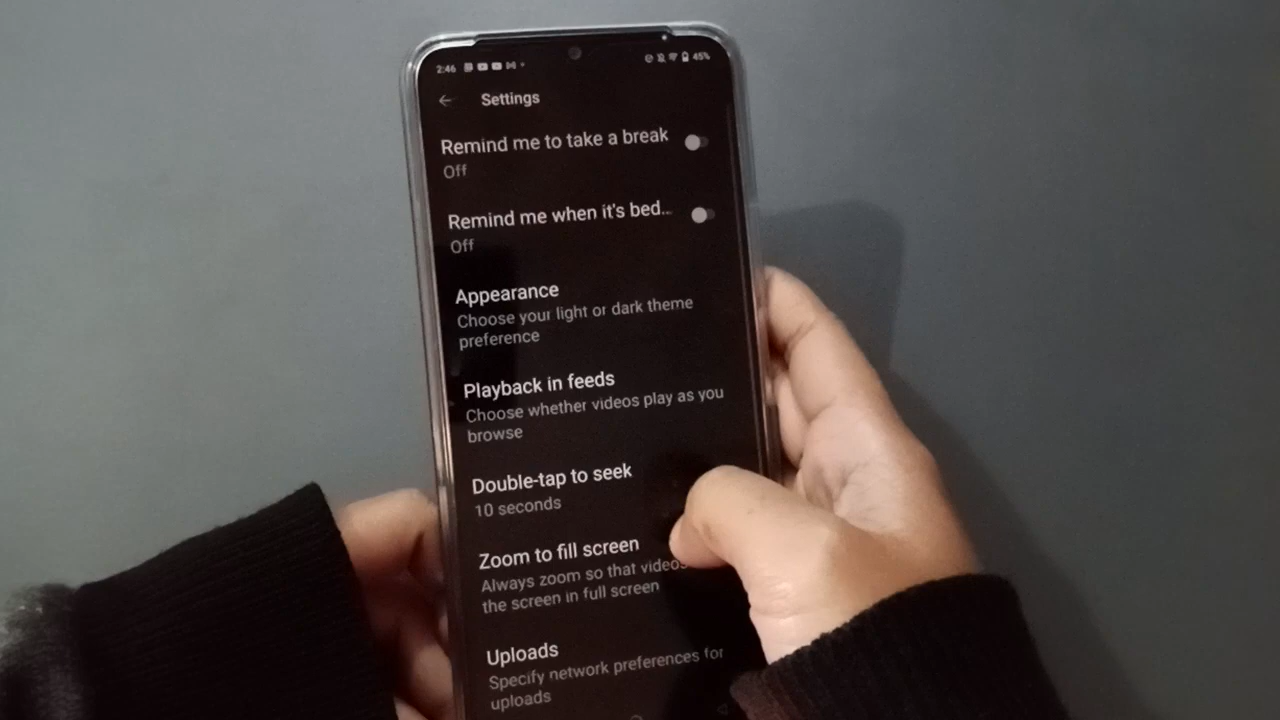 2:46 45%
Settings
Remind me to take a break
Off
Remind me when it's bed...
Off
Appearance
Choose your light or dark theme
preference
Playback in feeds
Choose whether videos play as you
browse
Double-tap to seek
10 seconds
Zoom to fill screen
Always zoom so that videos
the screen in full screen
Uploads
Specify network preferences for
uploads